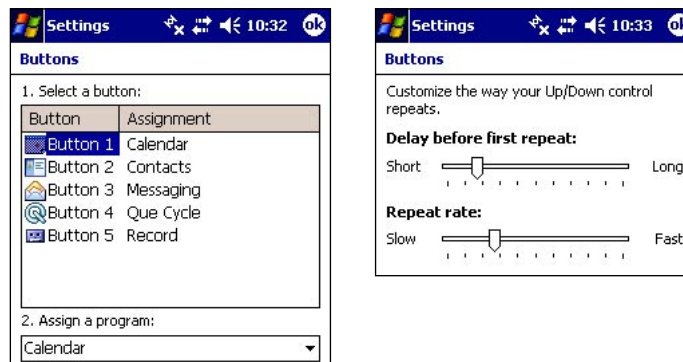 Settings 10:32 ok
Buttons
1. Select a button:
Button Assignment
Button 1 Calendar
Button 2 Contacts
Button 3 Messaging
Button 4 Que Cycle
Button 5 Record
2. Assign a program:
Calendar
Settings 10:33 ok
Buttons
Customize the way your Up/Down control
repeats.
Delay before first repeat:
Short Long
Repeat rate:
Slow Fast